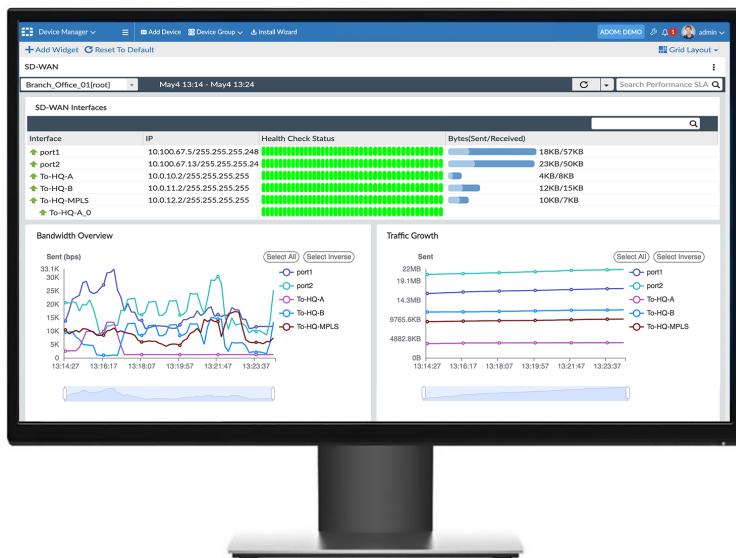 Device Manager Add Device Device Group Install Wizard ADOM: DEMO 1 admin
Add Widget Reset To Default Grid Layout
SD-WAN
Branch_Office_01[root] May4 13:14 - May4 13:24 Search Performance SLA
SD-WAN Interfaces
Interface IP Health Check Status Bytes(Sent/Received)
port1 10.100.67.5/255.255.255.248 18KB/57KB
port2 10.100.67.13/255.255.255.24 23KB/50KB
To-HQ-A 10.0.10.2/255.255.255.255 4KB/8KB
To-HQ-B 10.0.11.2/255.255.255.255 12KB/15KB
To-HQ-MPLS 10.0.12.2/255.255.255.255 10KB/7KB
To-HQ-A_0
Bandwidth Overview
Sent (bps) Select All Select Inverse
33.1K
30K
25K
20K
15K
10K
5K
0
13:14:27 13:16:17 13:18:07 13:19:57 13:21:47 13:23:37
port1
port2
To-HQ-A
To-HQ-B
To-HQ-MPLS
Traffic Growth
Sent Select All Select Inverse
22MB
19.1MB
14.3MB
9765.6KB
4882.8KB
0B
13:14:27 13:16:17 13:18:07 13:19:57 13:21:47 13:23:37
port1
port2
To-HQ-A
To-HQ-B
To-HQ-MPLS